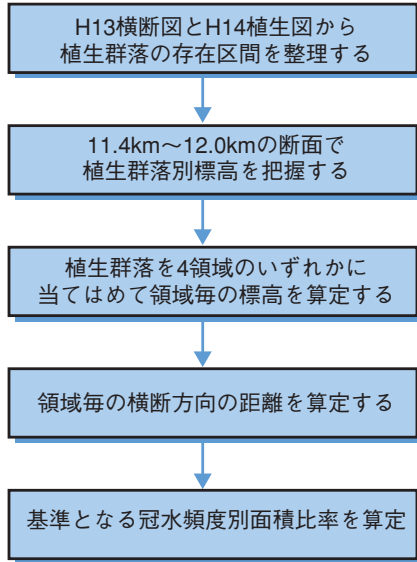 H13横断図とH14植生図から
植生群落の存在区間を整理する
11.4km～12.0kmの断面で
植生群落別標高を把握する
植生群落を4領域のいずれかに
当てはめて領域毎の標高を算定する
領域毎の横断方向の距離を算定する
基準となる冠水頻度別面積比率を算定